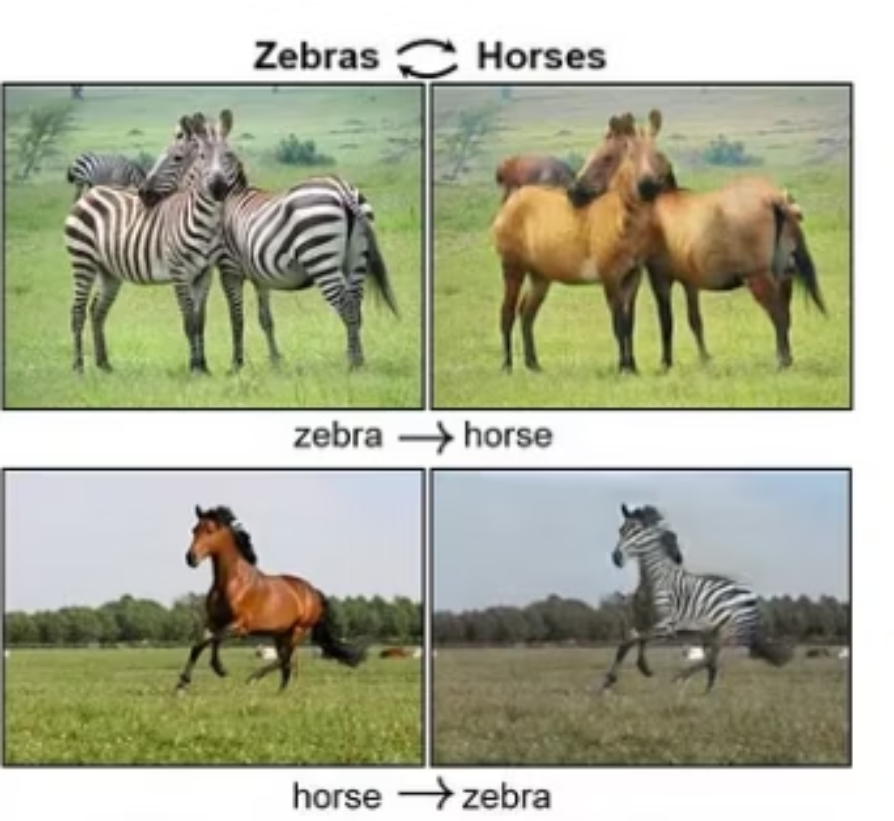 Zebras ⇄ Horses
zebra → horse
horse → zebra